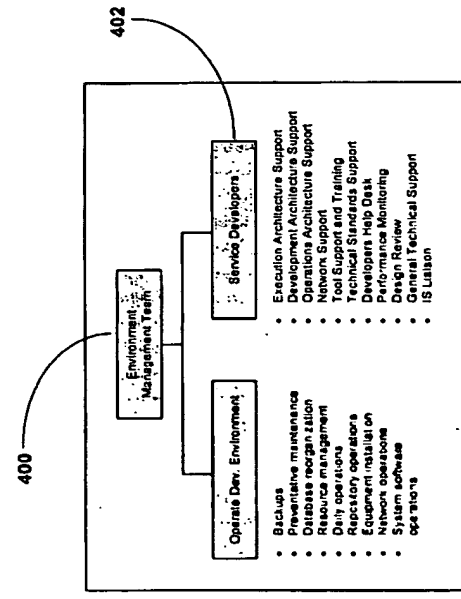 400
402
Environment
Management Team
Operate Dev. Environment
Service Developers
• Backups
• Preventative maintenance
• Database reorganization
• Resource management
• Daily operations
• Repository operations
• Equipment installation
• Network operations
• System software
operations
• Execution Architecture Support
• Development Architecture Support
• Operations Architecture Support
• Network Support
• Tool Support and Training
• Technical Standards Support
• Developers Help Desk
• Performance Monitoring
• Design Review
• General Technical Support
• IS Liaison